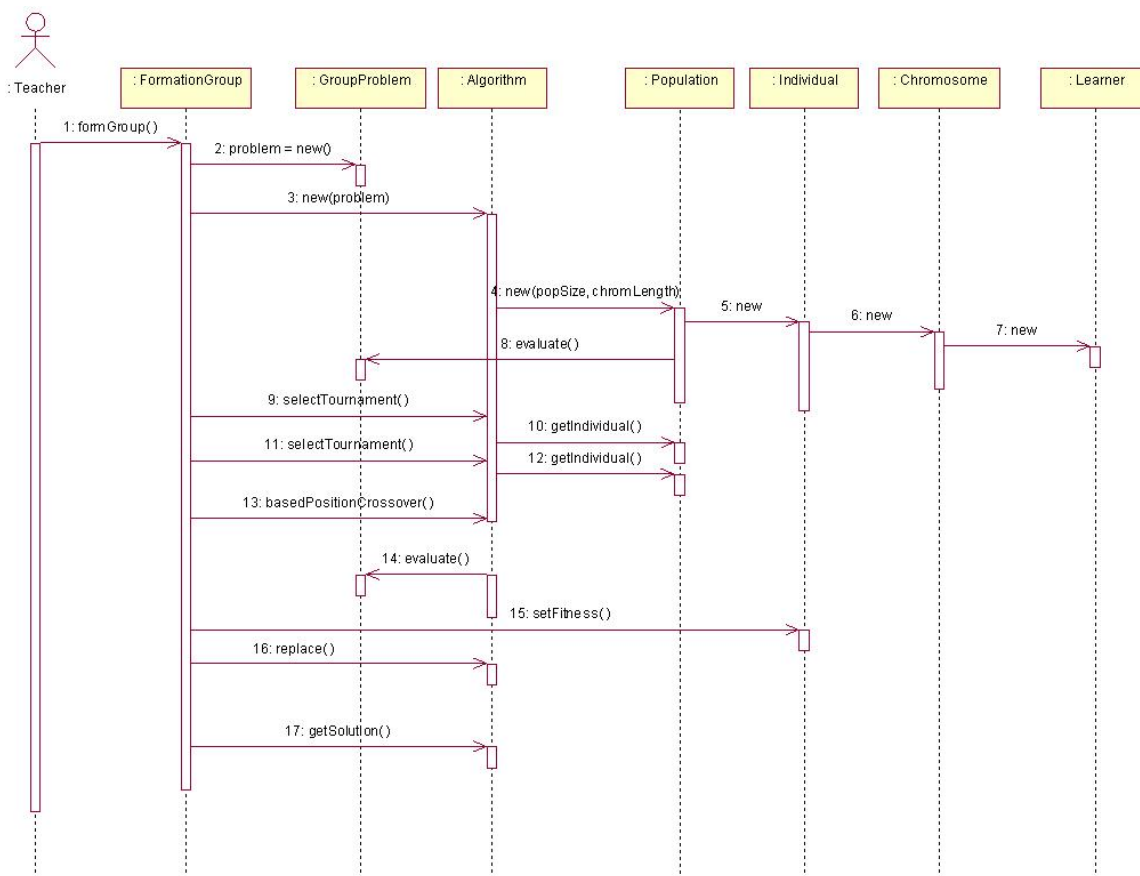 : Teacher
: FormationGroup
: GroupProblem
: Algorithm
: Population
: Individual
: Chromosome
: Learner
1: formGroup()
2: problem = new()
3: new(problem)
4: new(popSize, chromLength)
5: new
6: new
7: new
8: evaluate()
9: selectTournament()
10: getIndividual()
11: selectTournament()
12: getIndividual()
13: basedPositionCrossover()
14: evaluate()
15: setFitness()
16: replace()
17: getSolution()